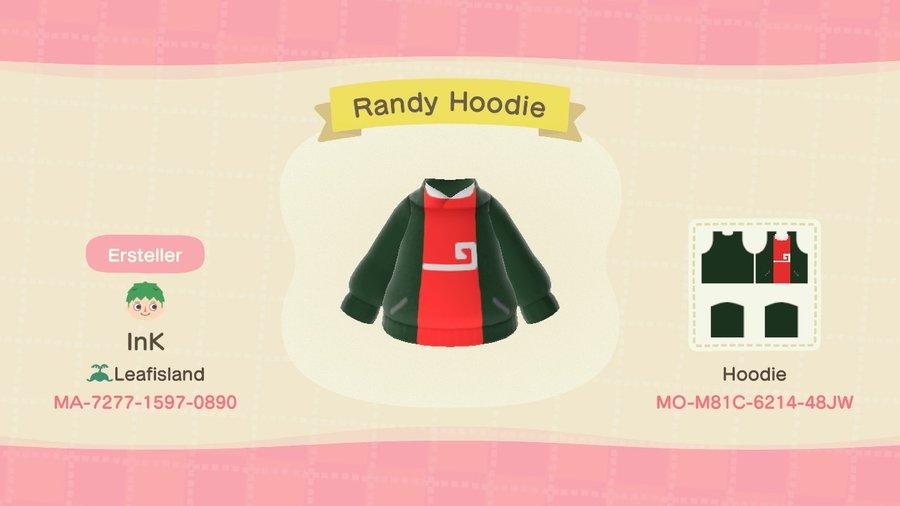 Randy Hoodie
Ersteller
InK
Leafisland
MA-7277-1597-0890
Hoodie
MO-M81C-6214-48JW